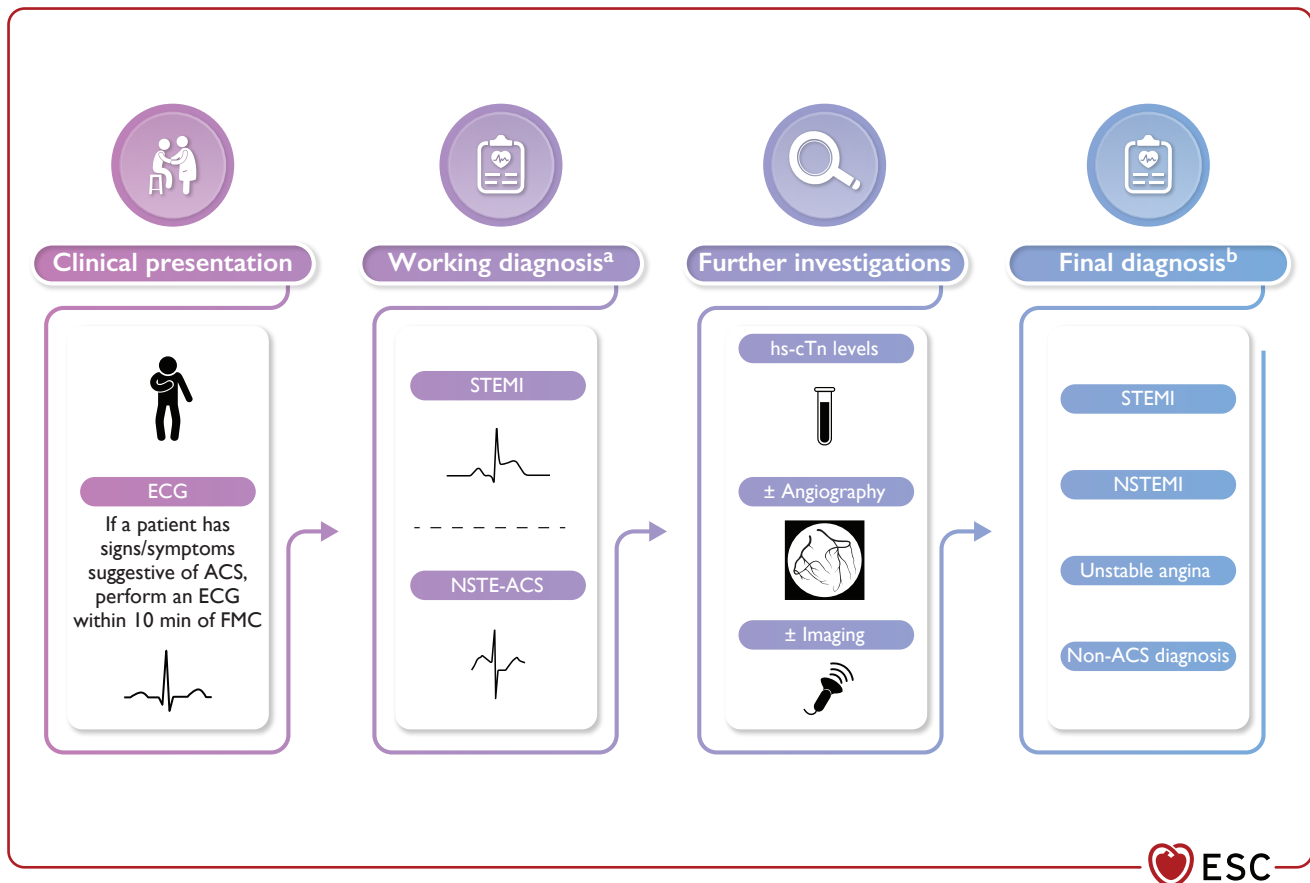 Clinical presentation
ECG
If a patient has
signs/symptoms
suggestive of ACS,
perform an ECG
within 10 min of FMC
Working diagnosisᵃ
STEMI
NSTE-ACS
Further investigations
hs-cTn levels
± Angiography
± Imaging
Final diagnosisᵇ
STEMI
NSTEMI
Unstable angina
Non-ACS diagnosis
ESC